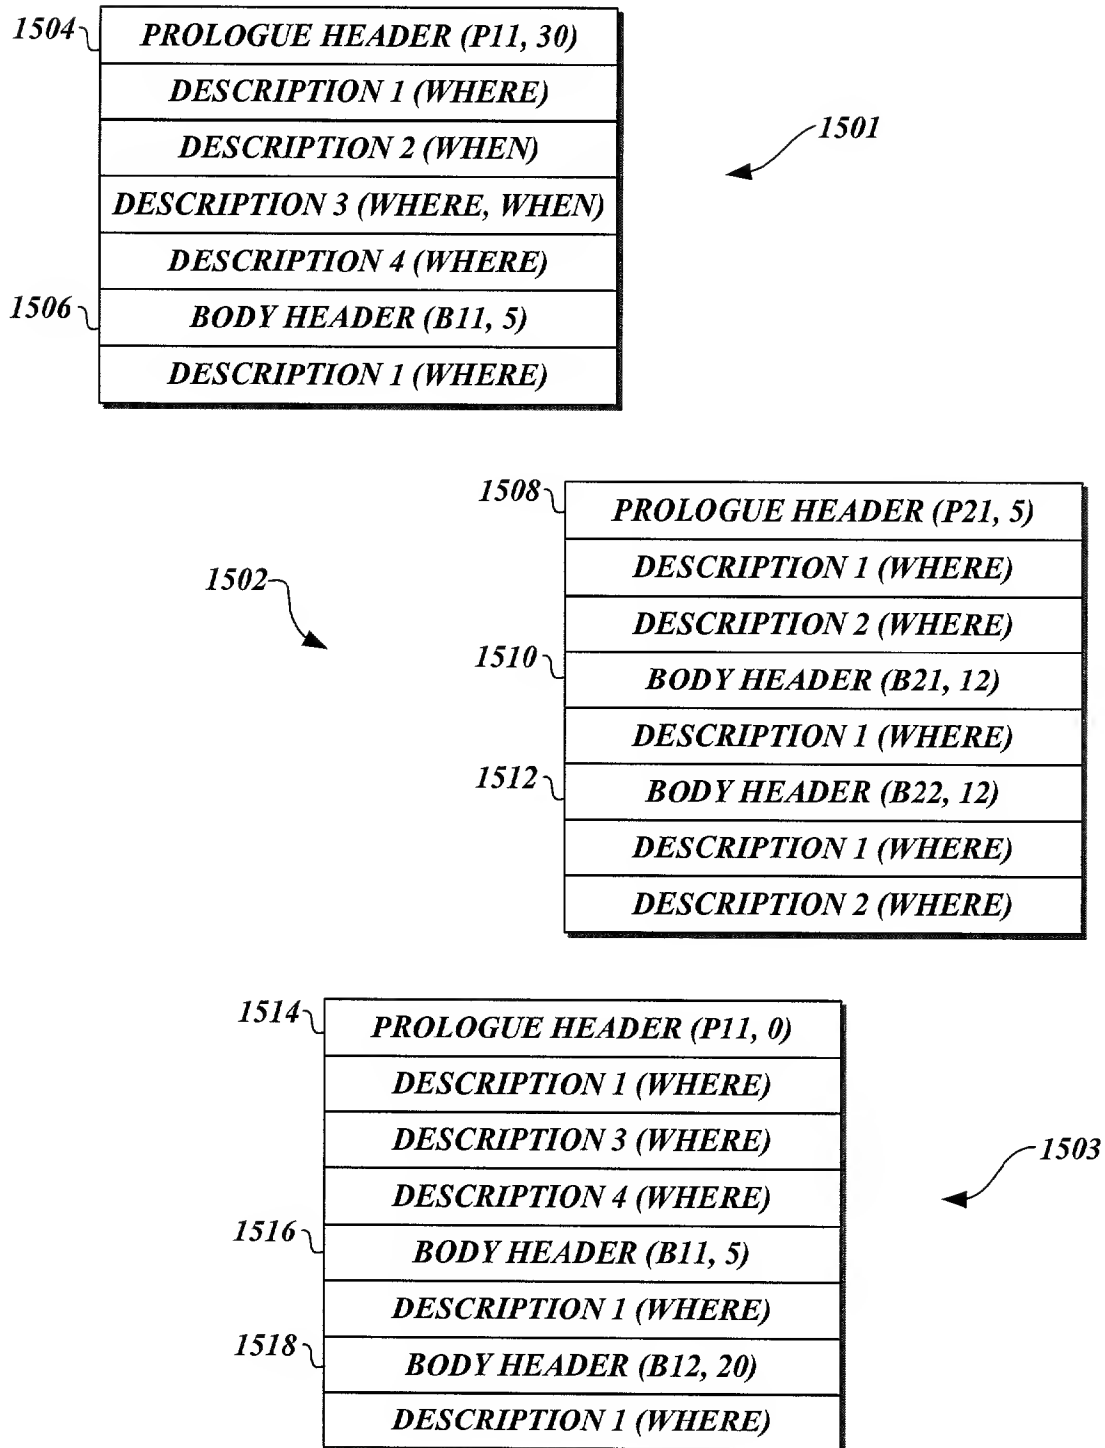 1504
PROLOGUE HEADER (P11, 30)
DESCRIPTION 1 (WHERE)
DESCRIPTION 2 (WHEN)
1501
DESCRIPTION 3 (WHERE, WHEN)
DESCRIPTION 4 (WHERE)
1506
BODY HEADER (B11, 5)
DESCRIPTION 1 (WHERE)
1508
PROLOGUE HEADER (P21, 5)
DESCRIPTION 1 (WHERE)
1502
DESCRIPTION 2 (WHERE)
1510
BODY HEADER (B21, 12)
DESCRIPTION 1 (WHERE)
1512
BODY HEADER (B22, 12)
DESCRIPTION 1 (WHERE)
DESCRIPTION 2 (WHERE)
1514
PROLOGUE HEADER (P11, 0)
DESCRIPTION 1 (WHERE)
DESCRIPTION 3 (WHERE)
1503
DESCRIPTION 4 (WHERE)
1516
BODY HEADER (B11, 5)
DESCRIPTION 1 (WHERE)
1518
BODY HEADER (B12, 20)
DESCRIPTION 1 (WHERE)